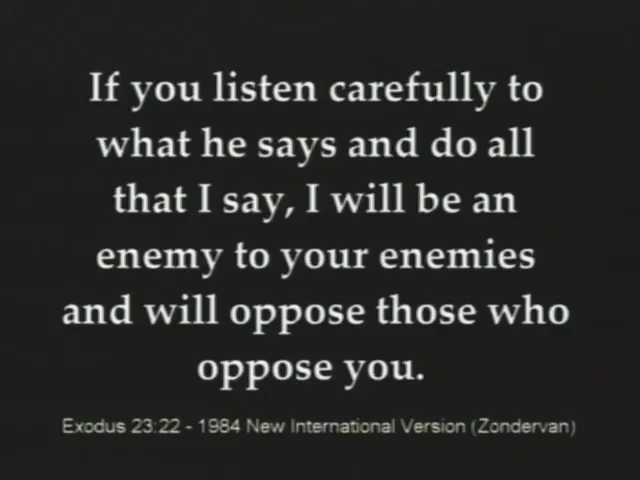 If you listen carefully to
what he says and do all
that I say, I will be an
enemy to your enemies
and will oppose those who
oppose you.
Exodus 23:22 - 1984 New International Version (Zondervan)